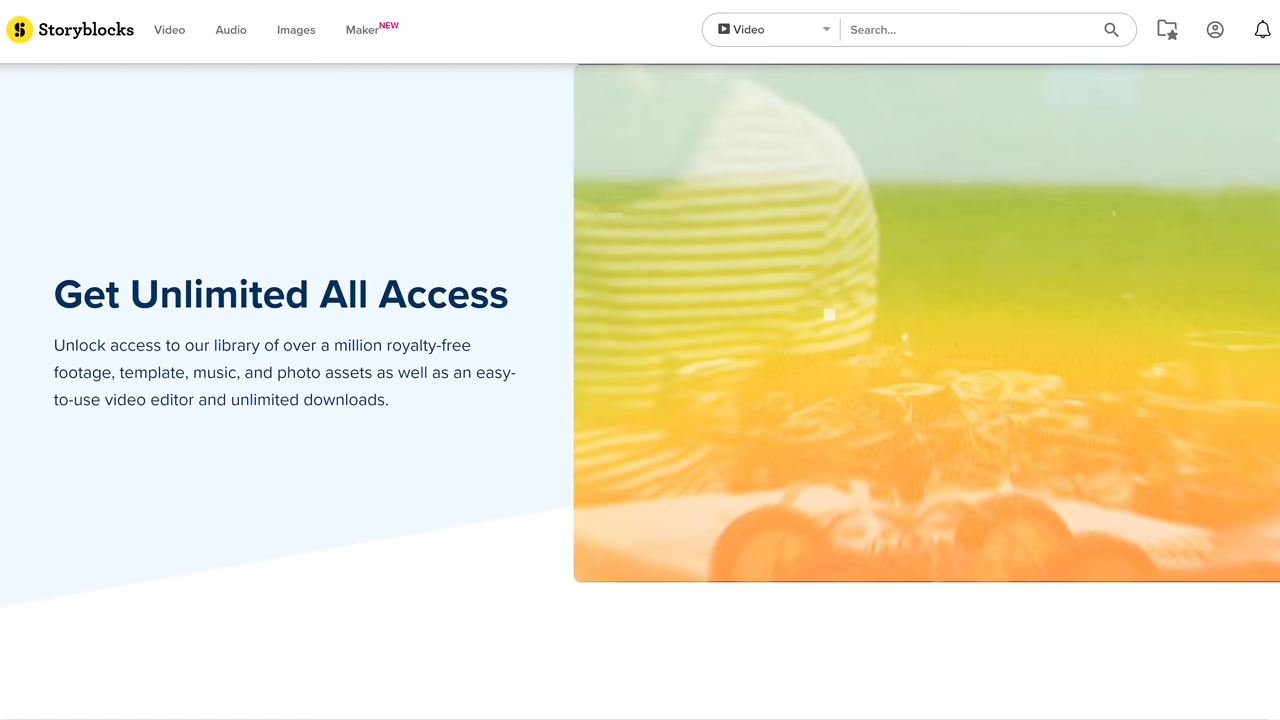 Storyblocks
Video
Audio
Images
Maker NEW
Video
Search...
Get Unlimited All Access
Unlock access to our library of over a million royalty-free
footage, template, music, and photo assets as well as an easy-
to-use video editor and unlimited downloads.